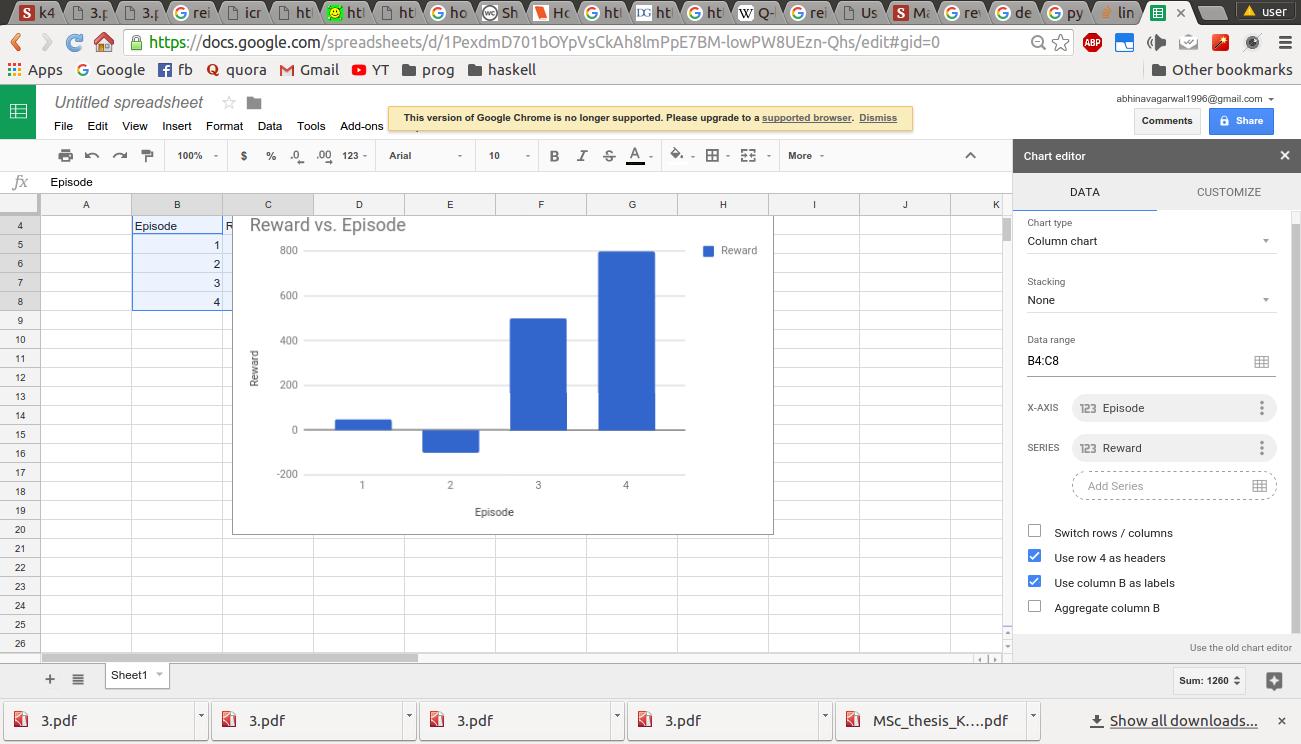 k4 3.p 3.p rei icr htt htt htt ho Sh Ho htt htt htt Q- rei Us Ma re de py lin user
https://docs.google.com/spreadsheets/d/1PexdmD701bOYpVsCkAh8lmPpE7BM-lowPW8UEzn-Qhs/edit#gid=0
Apps Google fb quora Gmail YT prog haskell Other bookmarks
Untitled spreadsheet abhinavagarwal1996@gmail.com
This version of Google Chrome is no longer supported. Please upgrade to a supported browser. Dismiss
File Edit View Insert Format Data Tools Add-ons Comments Share
100% $ % .0 .00 123 Arial 10 B I S A More
Chart editor
fx Episode
DATA CUSTOMIZE
A B C D E F G H I J K
4 Episode R
5 1
6 2
7 3
8 4
9
10
11
12
13
14
15
16
17
18
19
20
21
22
23
24
25
26
Reward vs. Episode
Reward
800
600
400
200
0
-200
Reward
1 2 3 4
Episode
Chart type
Column chart
Stacking
None
Data range
B4:C8
X-AXIS 123 Episode
SERIES 123 Reward
Add Series
Switch rows / columns
Use row 4 as headers
Use column B as labels
Aggregate column B
Use the old chart editor
Sheet1 Sum: 1260
3.pdf 3.pdf 3.pdf 3.pdf MSc_thesis_K....pdf Show all downloads...